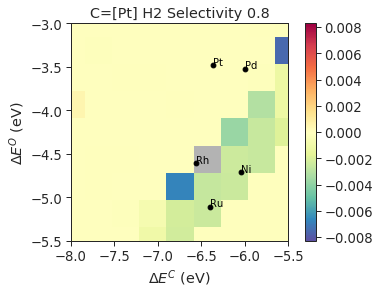 C=[Pt] H2 Selectivity 0.8
−3.0
−3.5
−4.0
−4.5
−5.0
−5.5
ΔE^O (eV)
Pt
Pd
Rh
Ni
Ru
−8.0 −7.5 −7.0 −6.5 −6.0 −5.5
ΔE^C (eV)
0.008
0.006
0.004
0.002
0.000
−0.002
−0.004
−0.006
−0.008